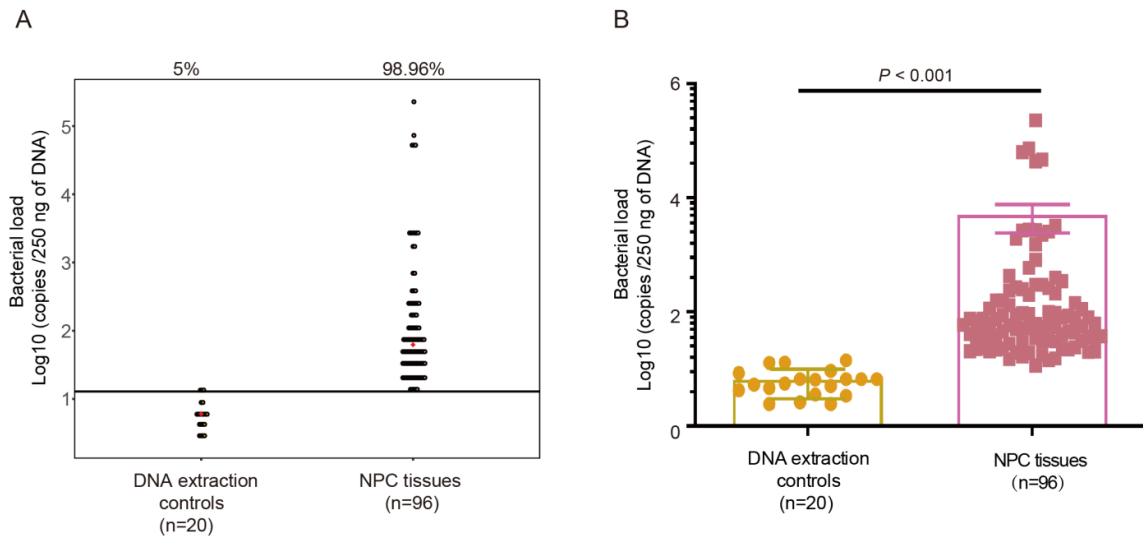 A
5%
98.96%
Bacterial load
Log10 (copies /250 ng of DNA)
5
4
3
2
1
DNA extraction
controls
(n=20)
NPC tissues
(n=96)
B
P < 0.001
Bacterial load
Log10 (copies /250 ng of DNA)
6
4
2
0
DNA extraction
controls
(n=20)
NPC tissues
(n=96)